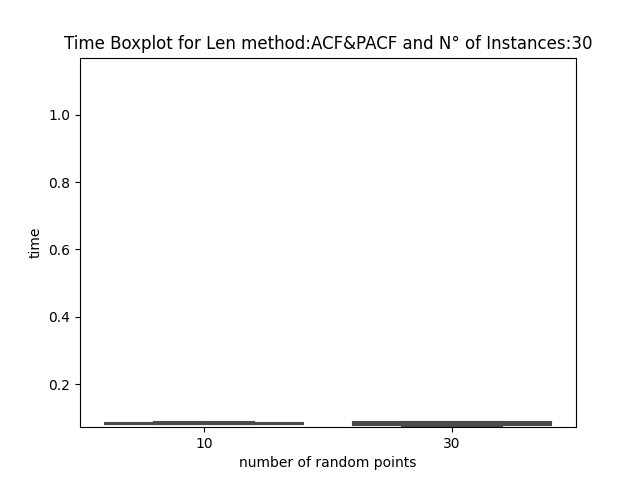 Time Boxplot for Len method:ACF&PACF and N° of Instances:30
1.0
0.8
0.6
0.4
0.2
time
10 30
number of random points